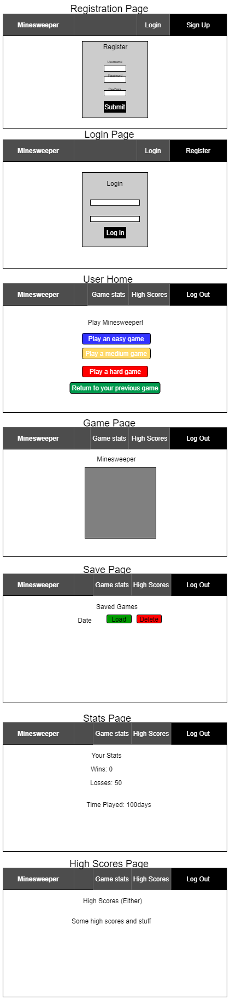 Registration Page
Minesweeper Login Sign Up
Register
Username
Password
Re-Pass
Submit
Login Page
Minesweeper Login Register
Login
Log in
User Home
Minesweeper Game stats High Scores Log Out
Play Minesweeper!
Play an easy game
Play a medium game
Play a hard game
Return to your previous game
Game Page
Minesweeper Game stats High Scores Log Out
Minesweeper
Save Page
Minesweeper Game stats High Scores Log Out
Saved Games
Date Load Delete
Stats Page
Minesweeper Game stats High Scores Log Out
Your Stats
Wins: 0
Losses: 50
Time Played: 100days
High Scores Page
Minesweeper Game stats High Scores Log Out
High Scores (Either)
Some high scores and stuff